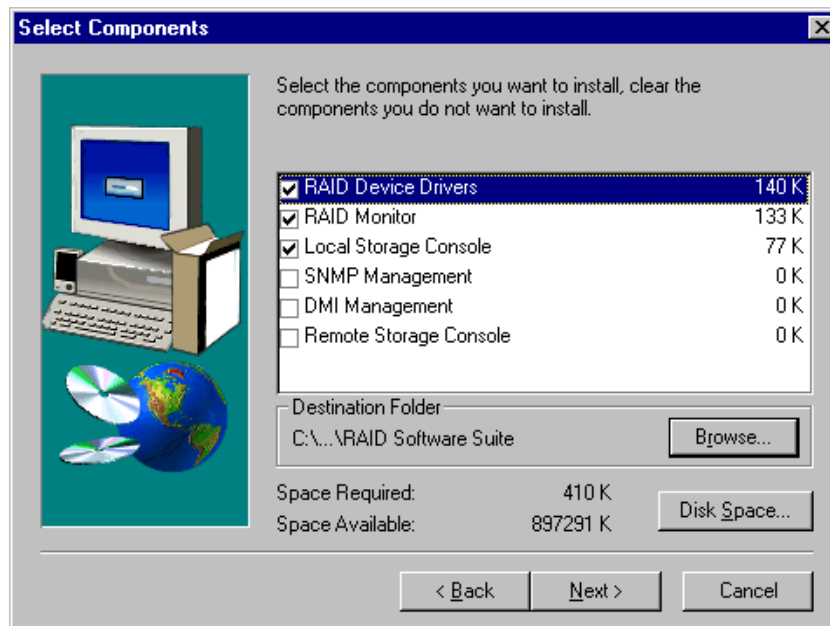 Select Components
Select the components you want to install, clear the
components you do not want to install.
RAID Device Drivers 140 K
RAID Monitor 133 K
Local Storage Console 77 K
SNMP Management 0 K
DMI Management 0 K
Remote Storage Console 0 K
Destination Folder
C:\...\RAID Software Suite Browse...
Space Required: 410 K
Space Available: 897291 K
Disk Space...
< Back Next > Cancel